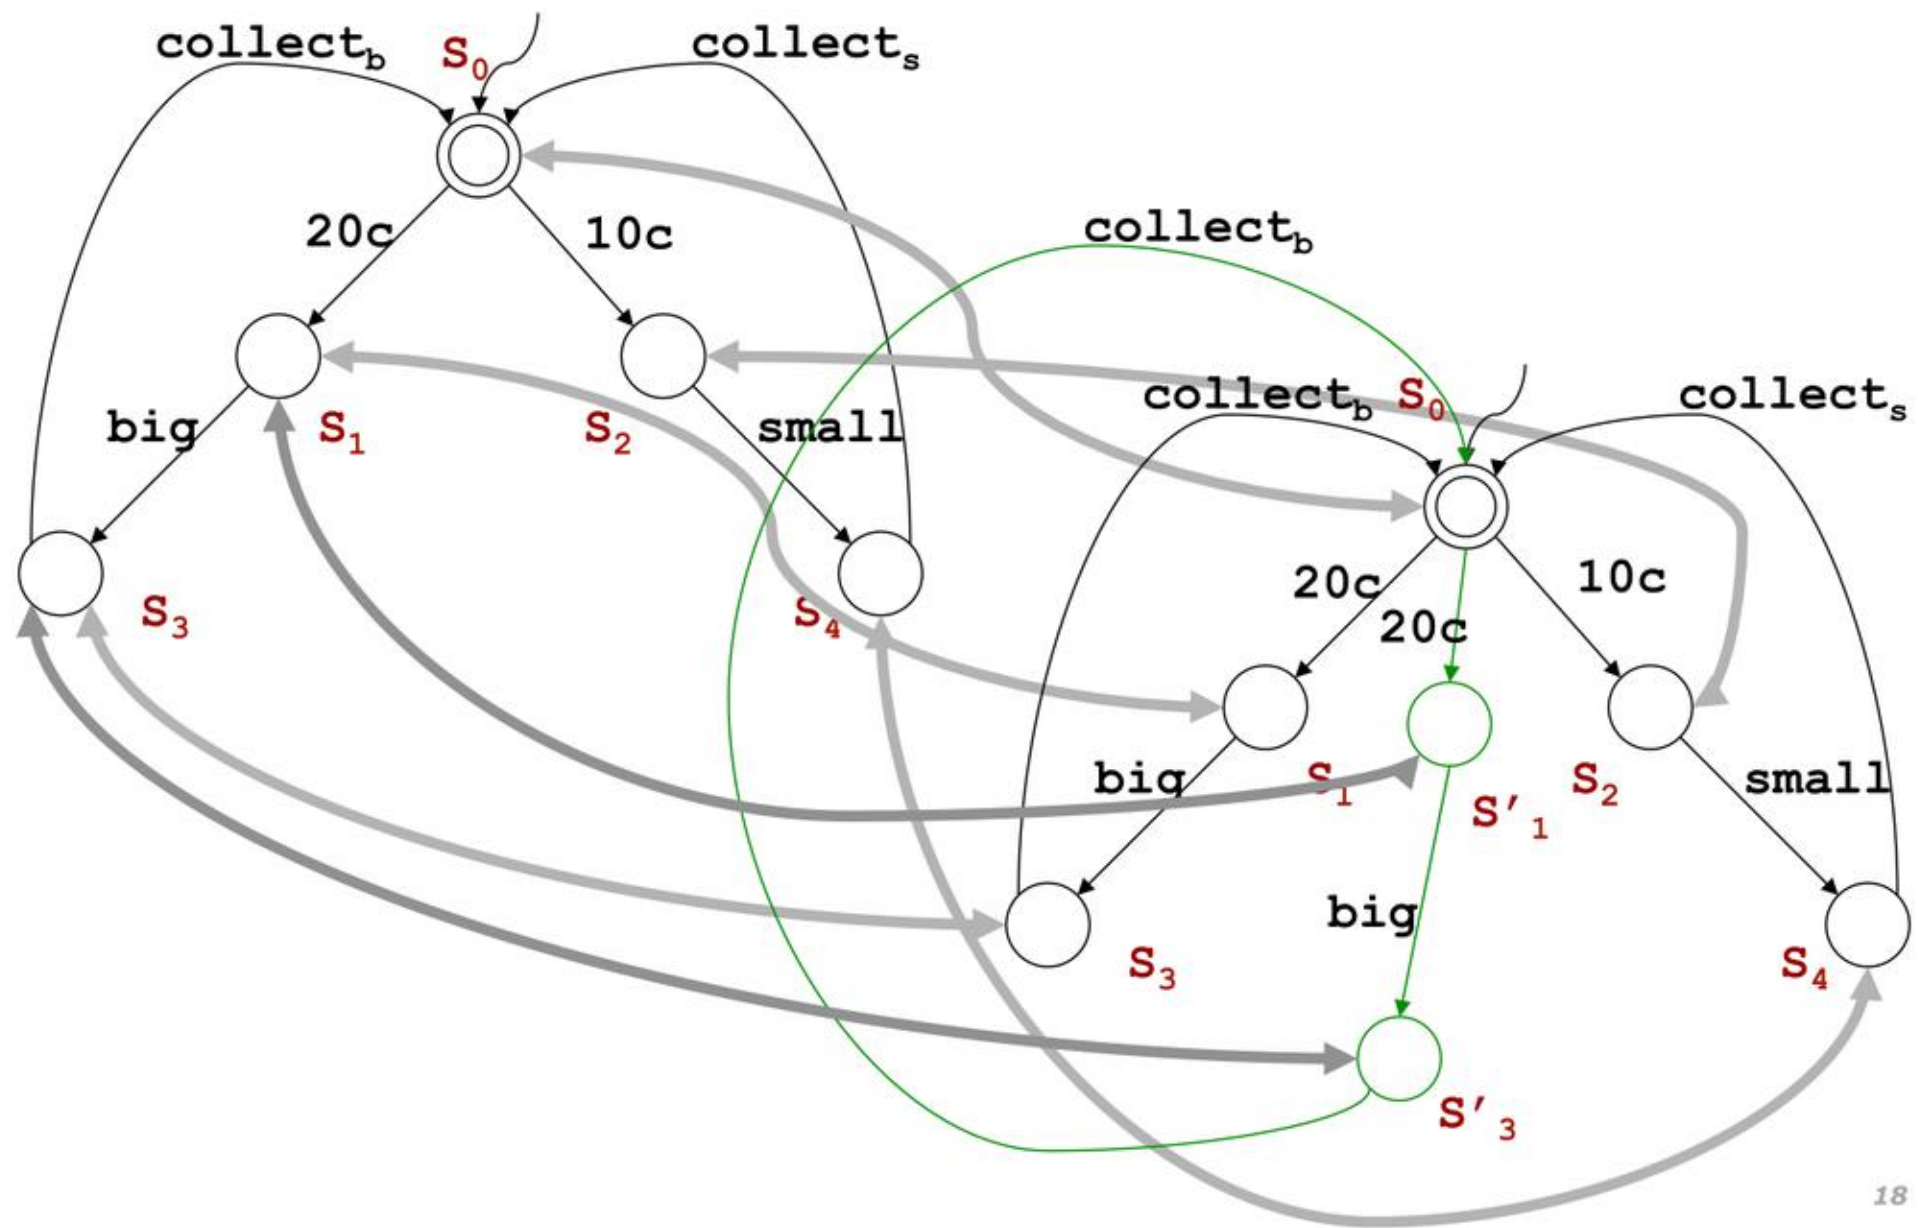 collect_b
S_0
collect_s
20c
10c
collect_b
collect_b
S_0
collect_s
big
S_1
S_2
small
20c
10c
S_3
S_4
20c
big
S_1
S'_1
S_2
small
big
S_3
S_4
S'_3
18